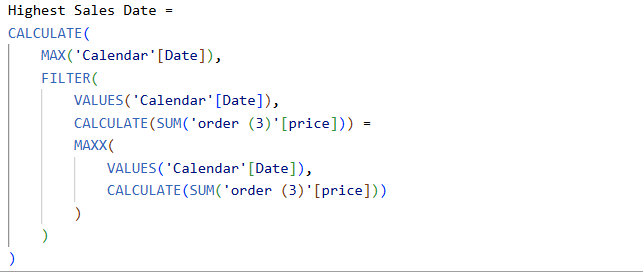 Highest Sales Date =
CALCULATE(
    MAX('Calendar'[Date]),
    FILTER(
        VALUES('Calendar'[Date]),
        CALCULATE(SUM('order (3)'[price])) =
        MAXX(
            VALUES('Calendar'[Date]),
            CALCULATE(SUM('order (3)'[price]))
        )
    )
)